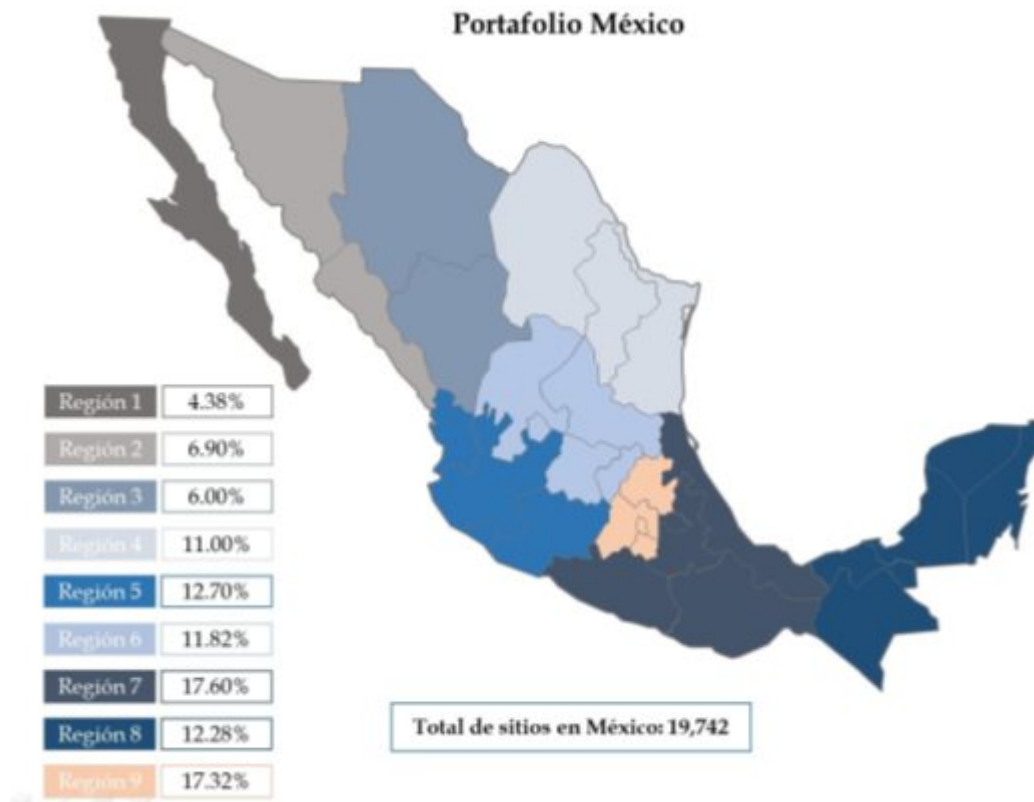 Portafolio México
Región 1 4.38%
Región 2 6.90%
Región 3 6.00%
Región 4 11.00%
Región 5 12.70%
Región 6 11.82%
Región 7 17.60%
Región 8 12.28%
Región 9 17.32%
Total de sitios en México: 19,742